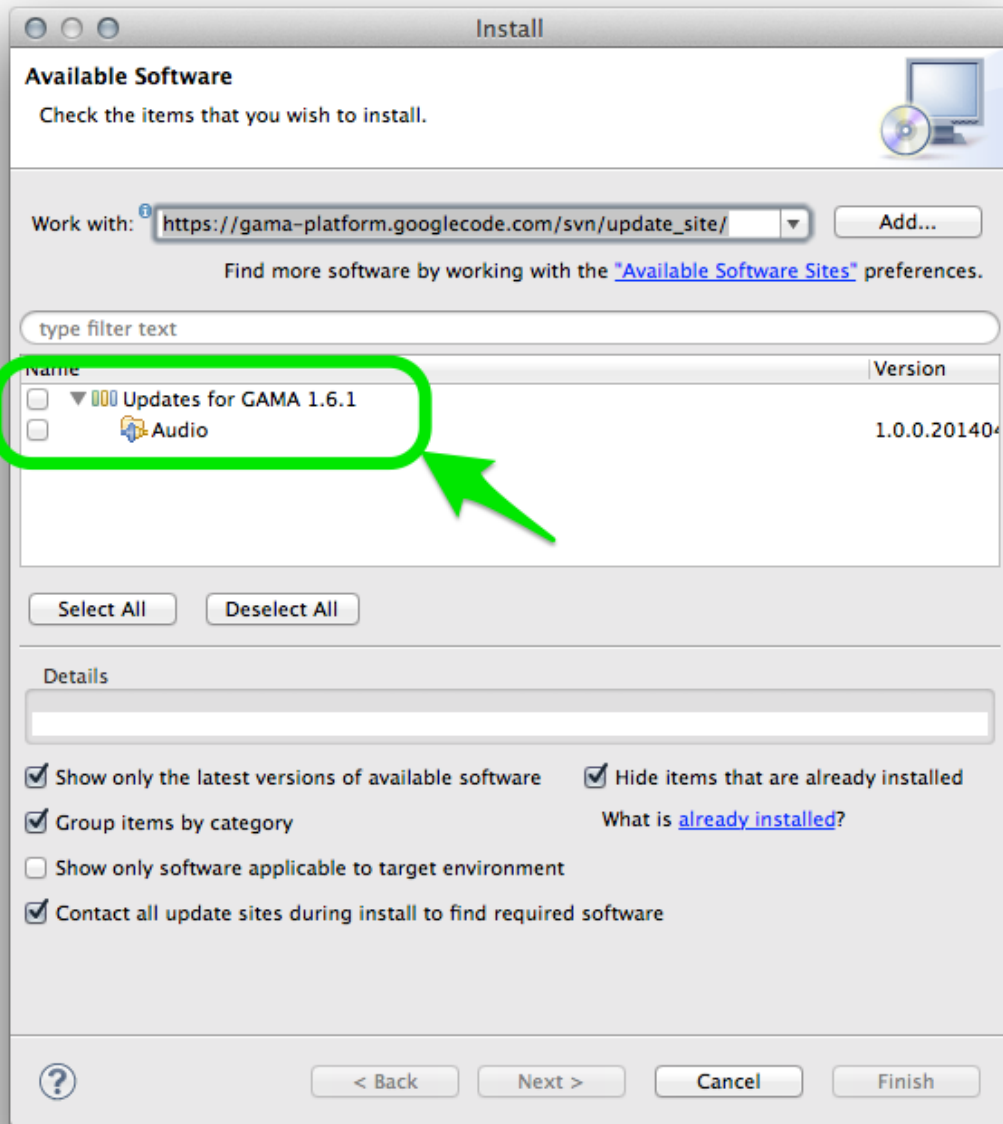 Install
Available Software
Check the items that you wish to install.
Work with: https://gama-platform.googlecode.com/svn/update_site/ Add...
Find more software by working with the "Available Software Sites" preferences.
type filter text
Name Version
Updates for GAMA 1.6.1
Audio 1.0.0.20140
Select All Deselect All
Details
Show only the latest versions of available software Hide items that are already installed
Group items by category What is already installed?
Show only software applicable to target environment
Contact all update sites during install to find required software
? < Back Next > Cancel Finish